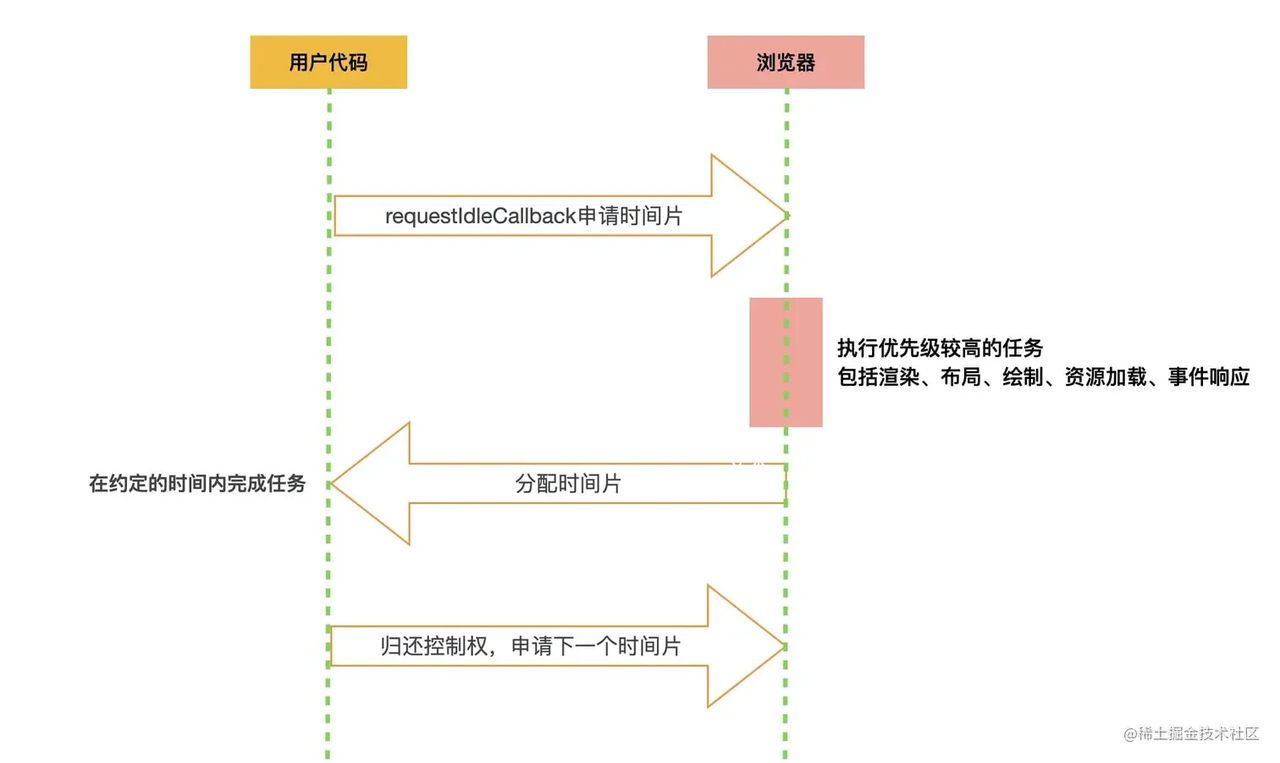 用户代码
浏览器
requestIdleCallback申请时间片
执行优先级较高的任务
包括渲染、布局、绘制、资源加载、事件响应
在约定的时间内完成任务
分配时间片
归还控制权，申请下一个时间片
@稀土掘金技术社区